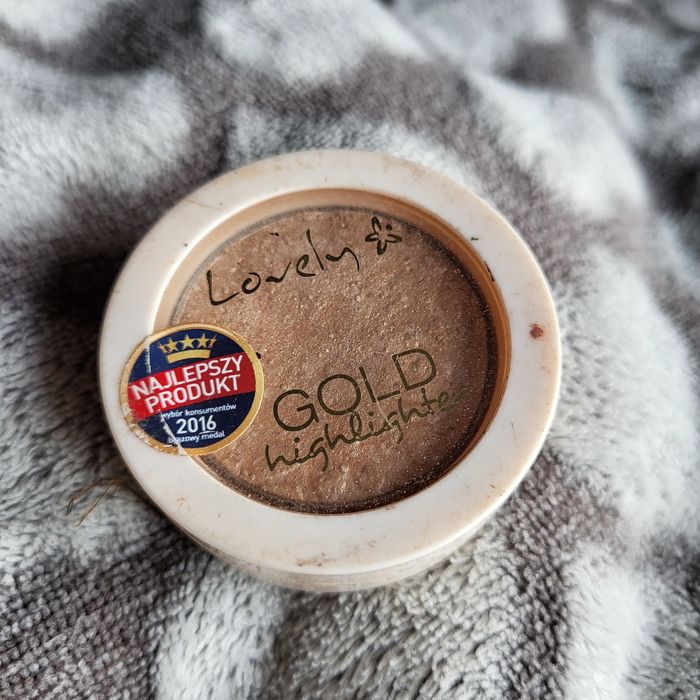 Lovely
GOLD
highlighter
NAJLEPSZY
PRODUKT
wybór konsumentów
2016
brązowy medal